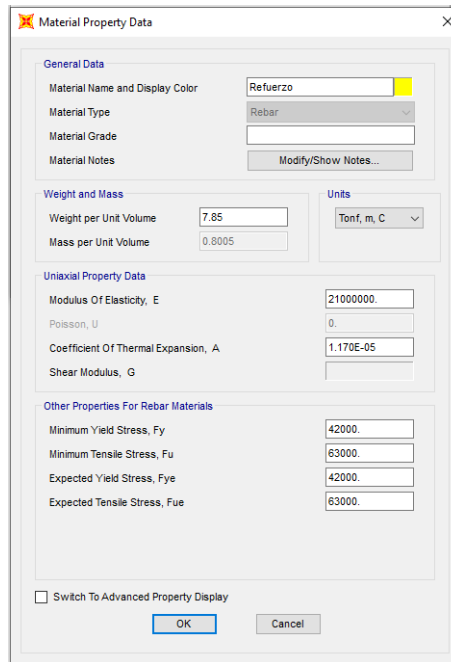 Material Property Data
General Data
Material Name and Display Color Refuerzo
Material Type Rebar
Material Grade
Material Notes Modify/Show Notes...
Weight and Mass Units
Weight per Unit Volume 7.85 Tonf, m, C
Mass per Unit Volume 0.8005
Uniaxial Property Data
Modulus Of Elasticity, E 21000000.
Poisson, U 0.
Coefficient Of Thermal Expansion, A 1.170E-05
Shear Modulus, G
Other Properties For Rebar Materials
Minimum Yield Stress, Fy 42000.
Minimum Tensile Stress, Fu 63000.
Expected Yield Stress, Fye 42000.
Expected Tensile Stress, Fue 63000.
Switch To Advanced Property Display
OK Cancel